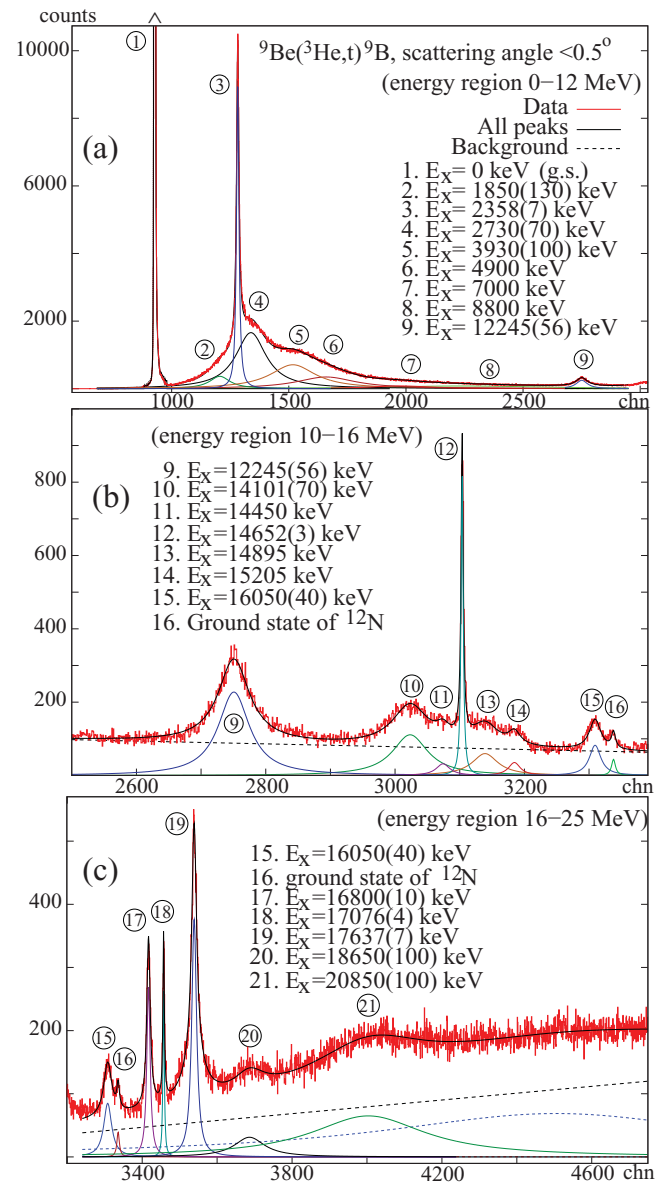 counts
^
⁹Be(³He,t)⁹B, scattering angle <0.5°
(energy region 0−12 MeV)
Data
All peaks
Background
1. Eₓ= 0 keV (g.s.)
2. Eₓ= 1850(130) keV
3. Eₓ= 2358(7) keV
4. Eₓ= 2730(70) keV
5. Eₓ= 3930(100) keV
6. Eₓ= 4900 keV
7. Eₓ= 7000 keV
8. Eₓ= 8800 keV
9. Eₓ= 12245(56) keV
(a)
10000
6000
2000
① ② ③ ④ ⑤ ⑥ ⑦ ⑧ ⑨
1000 1500 2000 2500 chn
(energy region 10−16 MeV)
9. Eₓ=12245(56) keV
10. Eₓ=14101(70) keV
11. Eₓ=14450 keV
12. Eₓ=14652(3) keV
13. Eₓ=14895 keV
14. Eₓ=15205 keV
15. Eₓ=16050(40) keV
16. Ground state of ¹²N
(b)
800
600
400
200
⑨ ⑩ ⑪ ⑫ ⑬ ⑭ ⑮ ⑯
2600 2800 3000 3200 chn
(energy region 16−25 MeV)
15. Eₓ=16050(40) keV
16. ground state of ¹²N
17. Eₓ=16800(10) keV
18. Eₓ=17076(4) keV
19. Eₓ=17637(7) keV
20. Eₓ=18650(100) keV
21. Eₓ=20850(100) keV
(c)
400
200
⑮ ⑯ ⑰ ⑱ ⑲ ⑳ ㉑
3400 3800 4200 4600 chn